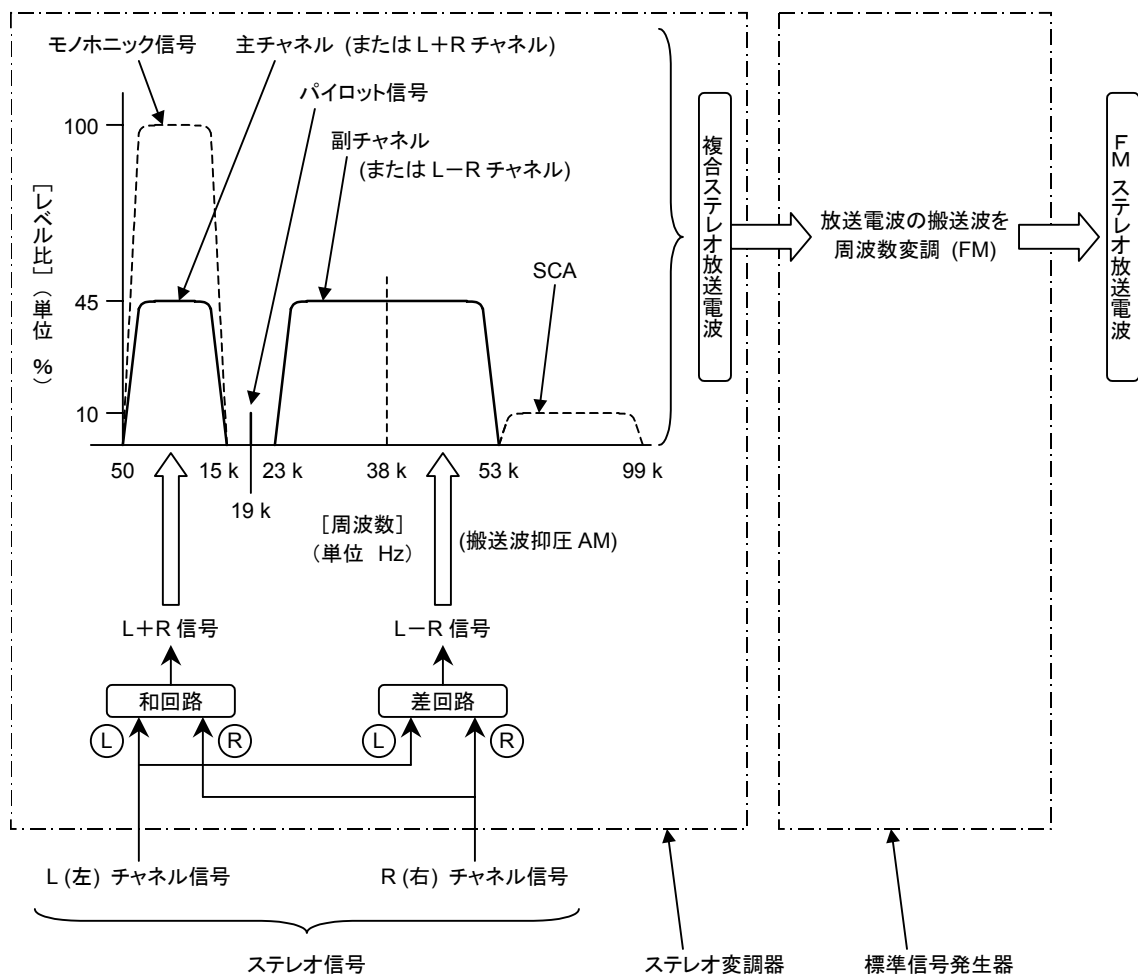 モノホニック信号
主チャネル (または L+R チャネル)
パイロット信号
副チャネル
(または L－R チャネル)
SCA
[レベル比] (単位 %)
100
45
10
50
15 k
23 k
38 k
53 k
99 k
19 k
[周波数]
(単位 Hz)
(搬送波抑圧 AM)
複合ステレオ放送電波
放送電波の搬送波を
周波数変調 (FM)
FM ステレオ放送電波
L＋R 信号
L－R 信号
和回路
差回路
L
R
L
R
L (左) チャネル信号
R (右) チャネル信号
ステレオ信号
ステレオ変調器
標準信号発生器